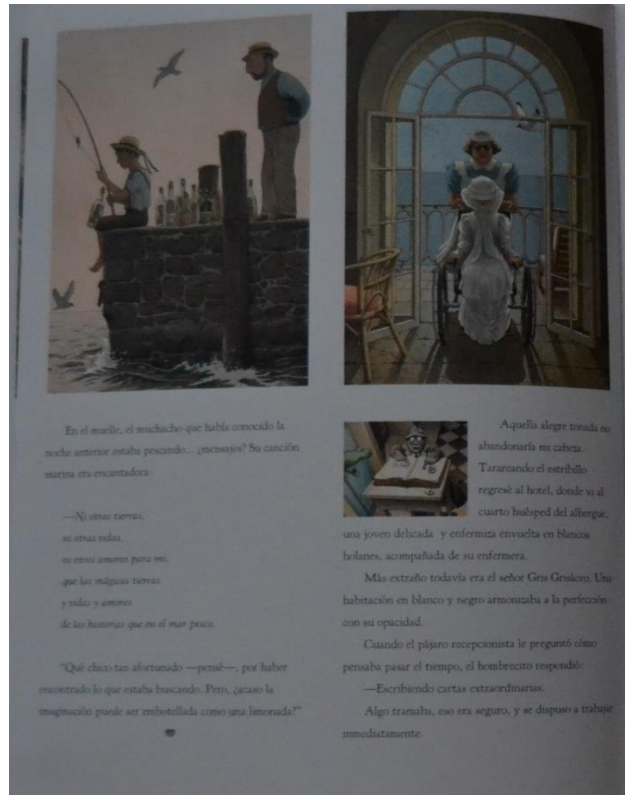 En el muelle, el muchacho que había conocido la
noche anterior estaba pescando... ¿mensajes? Su canción
marina era encantadora:
—Ni otras tierras,
ni otras vidas,
ni otros amores para mí,
que las mágicas tierras
y vidas y amores
de las historias que en el mar pesco.
“Qué chico tan afortunado —pensé—, por haber
encontrado lo que estaba buscando. Pero, ¿acaso la
imaginación puede ser embotellada como una limonada?”
Aquella alegre tonada no
abandonaría mi cabeza.
Tarareando el estribillo
regresé al hotel, donde vi al
cuarto huésped del albergue,
una joven delicada y enfermiza envuelta en blancos
holanes, acompañada de su enfermera.
Más extraño todavía era el señor Gris. Una
habitación en blanco y negro armonizaba a la perfección
con su opacidad.
Cuando el pájaro recepcionista le preguntó cómo
pensaba pasar el tiempo, el hombrecito respondió:
—Escribiendo cartas extraordinarias.
Algo tramaba, eso era seguro, y se dispuso a trabajar
inmediatamente.